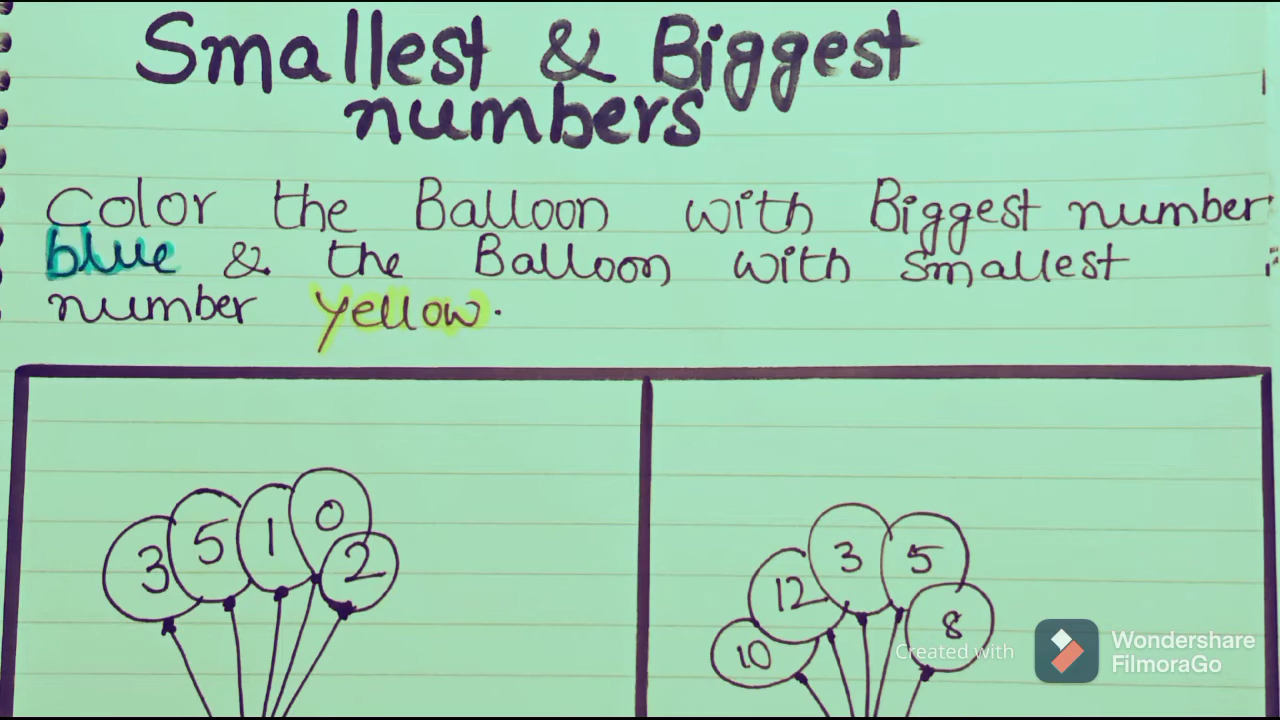 Smallest & Biggest
numbers
Color the Balloon with Biggest number
blue & the Balloon with smallest
number yellow.
3 5 1 0 2
10 12 3 5 8
Created with
Wondershare
FilmoraGo